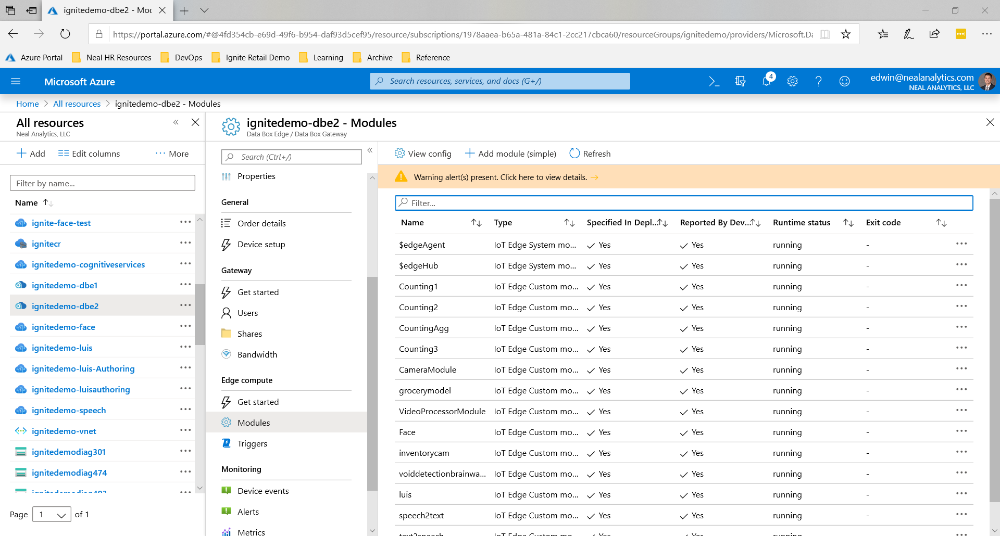 ignitedemo-dbe2 - Moc
https://portal.azure.com/#@4fd354cb-e69d-49f6-b954-daf93d5cef95/resource/subscriptions/1978aaea-b65a-481a-84c1-2cc217cbca60/resourceGroups/ignitedemo/providers/Microsoft.Da
Azure Portal Neal HR Resources DevOps Ignite Retail Demo Learning Archive Reference
Microsoft Azure
Search resources, services, and docs (G+/)
4
edwin@nealanalytics.com
NEAL ANALYTICS, LLC
Home > All resources > ignitedemo-dbe2 - Modules
All resources
Neal Analytics, LLC
Add Edit columns ... More
Filter by name...
Name
ignite-face-test
ignitecr
ignitedemo-cognitiveservices
ignitedemo-dbe1
ignitedemo-dbe2
ignitedemo-face
ignitedemo-luis
ignitedemo-luis-Authoring
ignitedemo-luisauthoring
ignitedemo-speech
ignitedemo-vnet
ignitedemodiag301
ignitedemodiag474
Page 1 of 1
ignitedemo-dbe2 - Modules
Data Box Edge / Data Box Gateway
Search (Ctrl+/)
Properties
General
Order details
Device setup
Gateway
Get started
Users
Shares
Bandwidth
Edge compute
Get started
Modules
Triggers
Monitoring
Device events
Alerts
Metrics
View config Add module (simple) Refresh
Warning alert(s) present. Click here to view details. →
Filter...
Name Type Specified In Depl... Reported By Dev... Runtime status Exit code
$edgeAgent IoT Edge System mo... Yes Yes running -
$edgeHub IoT Edge System mo... Yes Yes running -
Counting1 IoT Edge Custom mo... Yes Yes running -
Counting2 IoT Edge Custom mo... Yes Yes running -
CountingAgg IoT Edge Custom mo... Yes Yes running -
Counting3 IoT Edge Custom mo... Yes Yes running -
CameraModule IoT Edge Custom mo... Yes Yes running -
grocerymodel IoT Edge Custom mo... Yes Yes running -
VideoProcessorModule IoT Edge Custom mo... Yes Yes running -
Face IoT Edge Custom mo... Yes Yes running -
inventorycam IoT Edge Custom mo... Yes Yes running -
voiddetectionbrainwa... IoT Edge Custom mo... Yes Yes running -
luis IoT Edge Custom mo... Yes Yes running -
speech2text IoT Edge Custom mo... Yes Yes running -
text2speech IoT Edge Custom mo... Yes Yes running